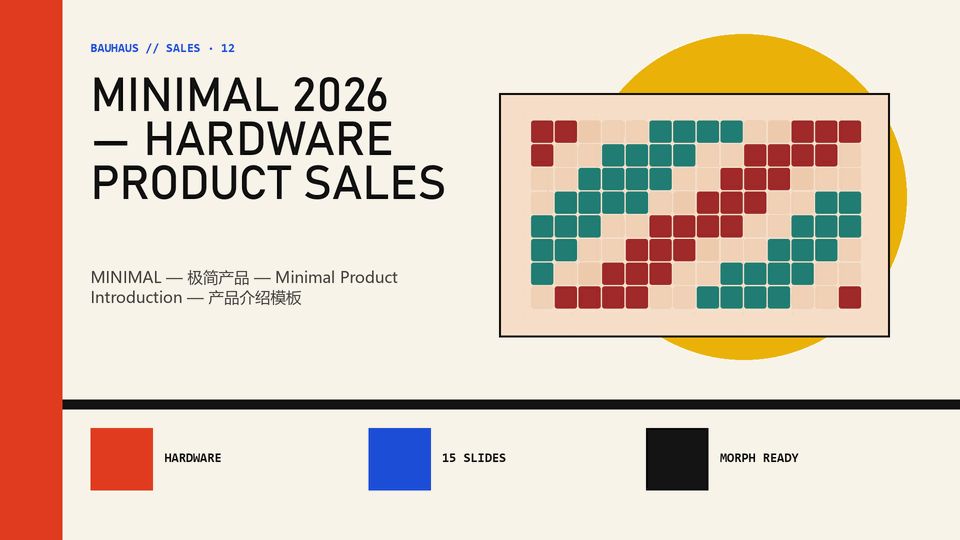 BAUHAUS // SALES · 12
MINIMAL 2026
— HARDWARE
PRODUCT SALES
MINIMAL — 极简产品 — Minimal Product
Introduction — 产品介绍模板
HARDWARE
15 SLIDES
MORPH READY